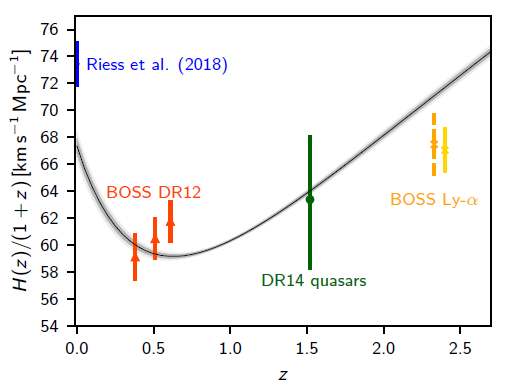 H(z)/(1 + z) [km s⁻¹ Mpc⁻¹]
76
74
72
70
68
66
64
62
60
58
56
54
Riess et al. (2018)
BOSS DR12
BOSS Ly-α
DR14 quasars
0.0 0.5 1.0 1.5 2.0 2.5
z